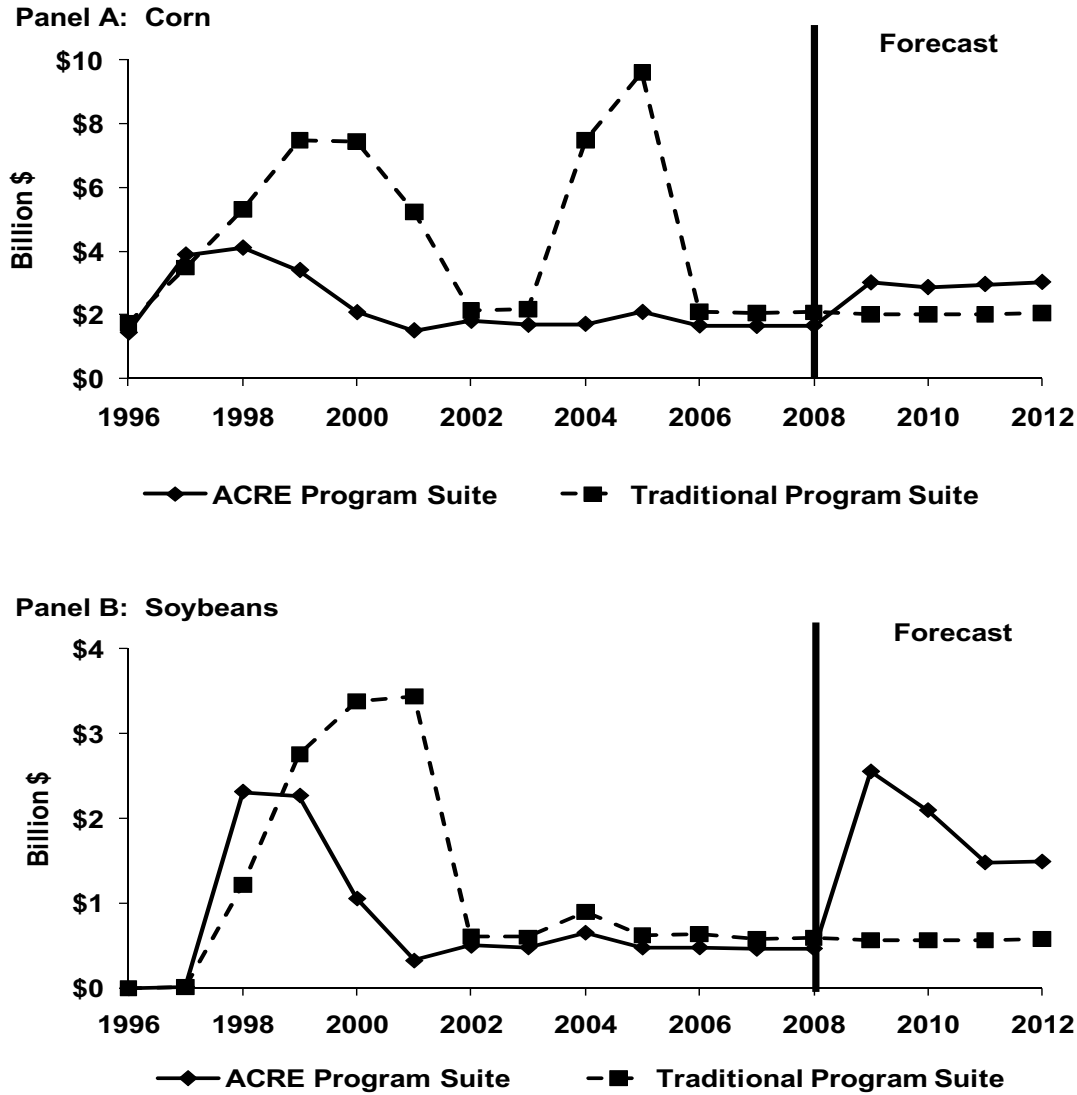 Panel A: Corn
Forecast
Billion $
$10
$8
$6
$4
$2
$0
1996 1998 2000 2002 2004 2006 2008 2010 2012
ACRE Program Suite Traditional Program Suite
Panel B: Soybeans
Forecast
Billion $
$4
$3
$2
$1
$0
1996 1998 2000 2002 2004 2006 2008 2010 2012
ACRE Program Suite Traditional Program Suite